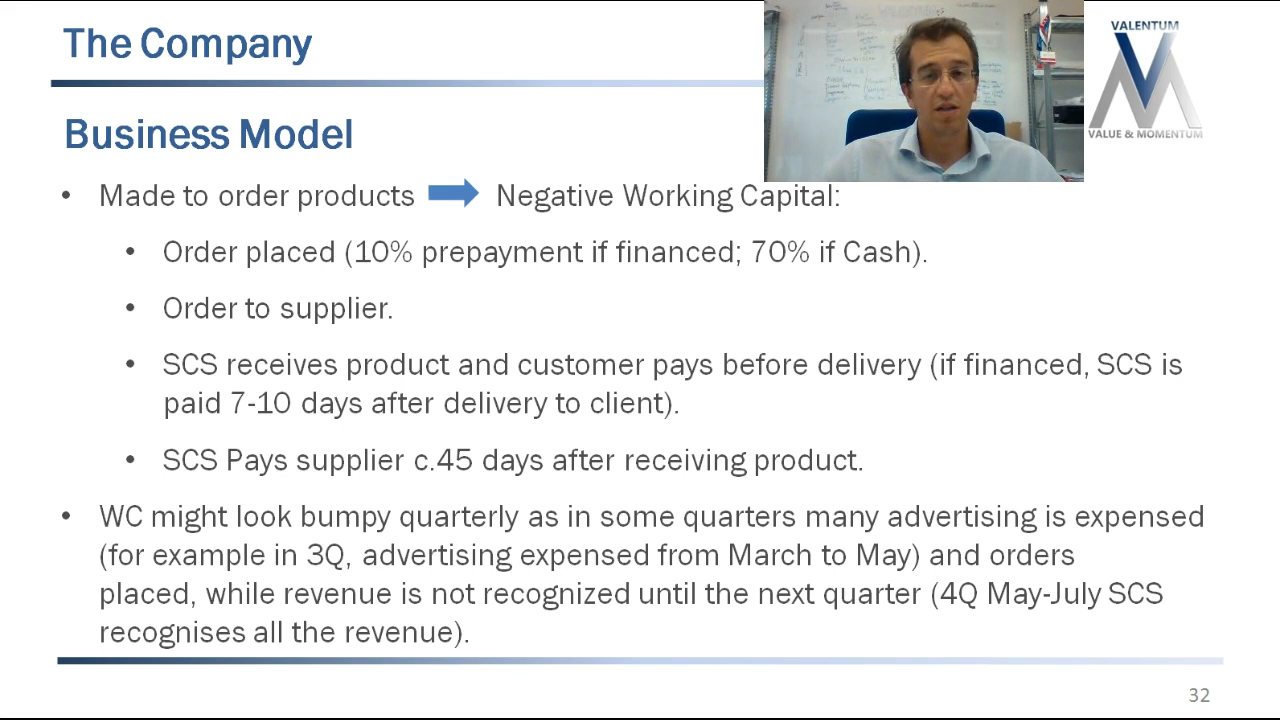 The Company
VALENTUM
VALUE & MOMENTUM
Business Model
• Made to order products Negative Working Capital:
• Order placed (10% prepayment if financed; 70% if Cash).
• Order to supplier.
• SCS receives product and customer pays before delivery (if financed, SCS is
paid 7-10 days after delivery to client).
• SCS Pays supplier c.45 days after receiving product.
• WC might look bumpy quarterly as in some quarters many advertising is expensed
(for example in 3Q, advertising expensed from March to May) and orders
placed, while revenue is not recognized until the next quarter (4Q May-July SCS
recognises all the revenue).
32